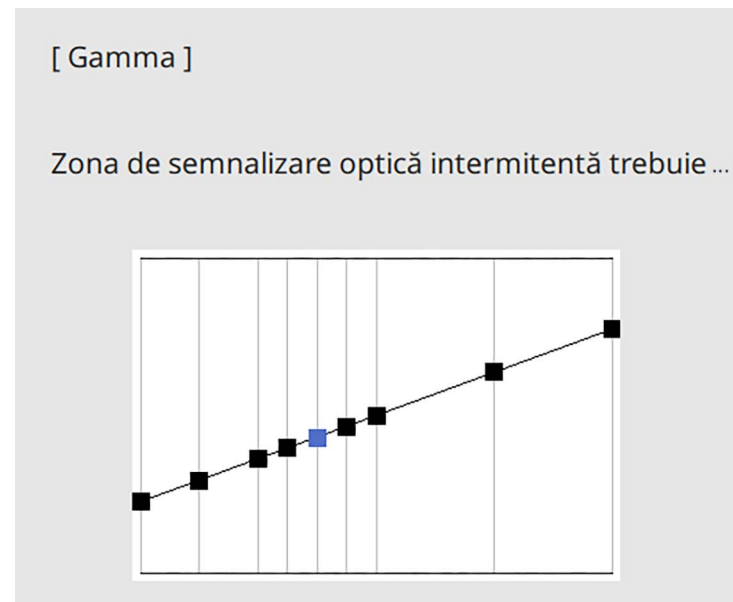 [ Gamma ]
Zona de semnalizare optică intermitentă trebuie ...